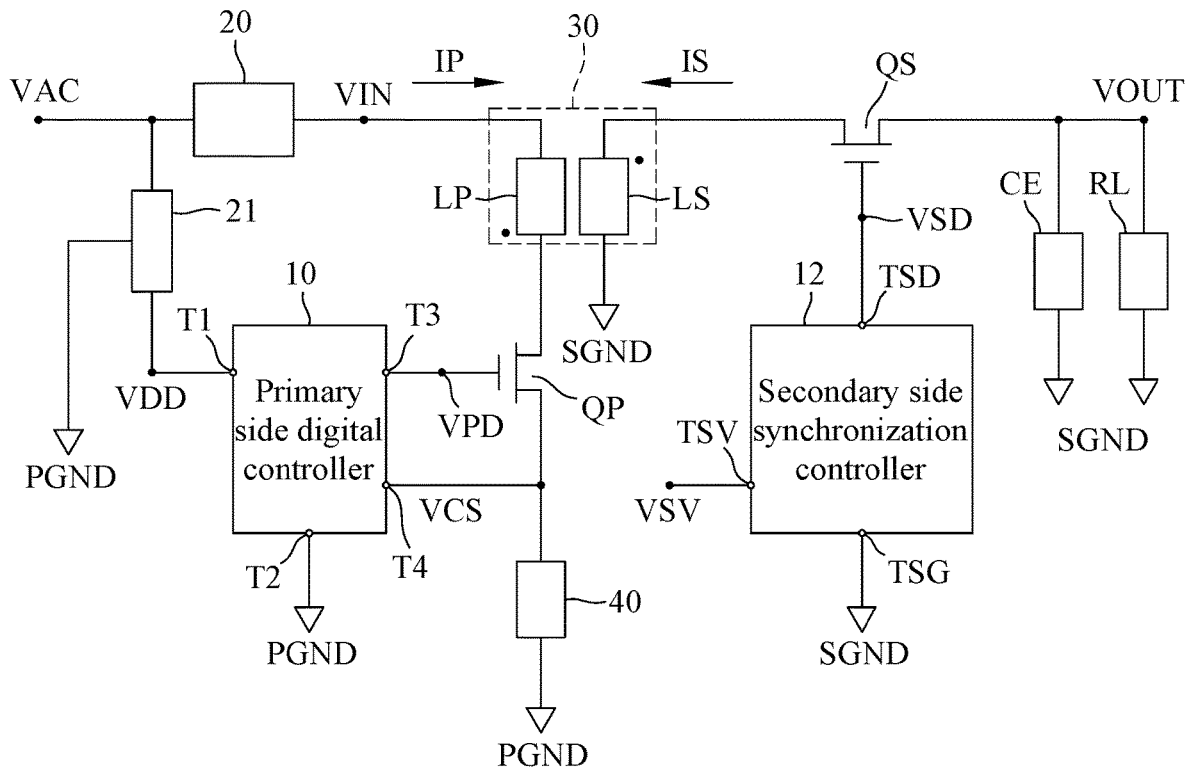 20
30
VAC
VIN
IP
IS
QS
VOUT
LP
LS
CE
RL
21
VSD
10
12
TSD
T1
T3
SGND
VDD
Primary
side digital
controller
VPD
QP
Secondary side
synchronization
controller
SGND
PGND
TSV
VCS
VSV
T2
T4
TSG
40
PGND
SGND
PGND